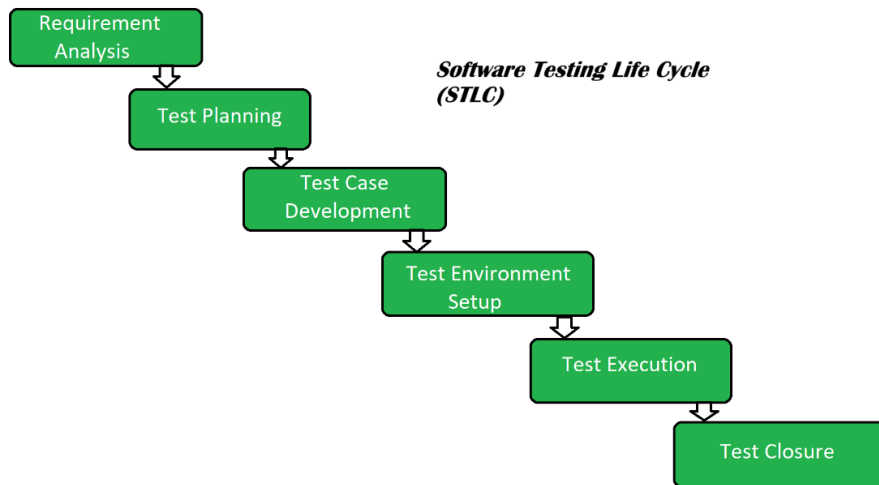 Requirement
Analysis
Software Testing Life Cycle
(STLC)
Test Planning
Test Case
Development
Test Environment
Setup
Test Execution
Test Closure